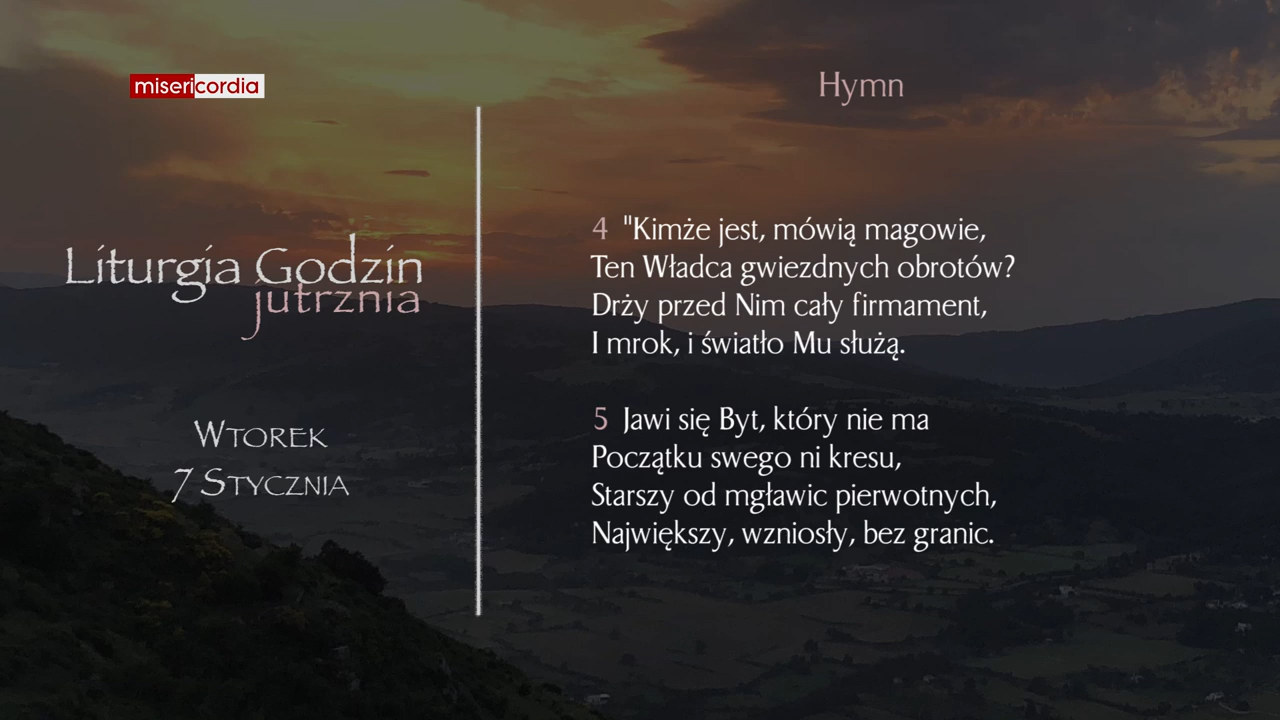 misericordia
Liturgia Godzin
jutrznia
Wtorek
7 Stycznia
Hymn
4 "Kimże jest, mówią magowie,
Ten Władca gwiezdnych obrotów?
Drży przed Nim cały firmament,
I mrok, i światło Mu służą.
5 Jawi się Byt, który nie ma
Początku swego ni kresu,
Starszy od mgławic pierwotnych,
Największy, wzniosły, bez granic.